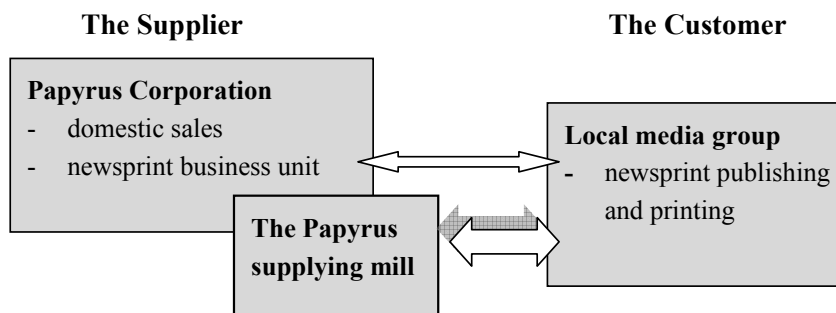 The Supplier
The Customer
Papyrus Corporation
- domestic sales
- newsprint business unit
The Papyrus
supplying mill
Local media group
- newsprint publishing
and printing